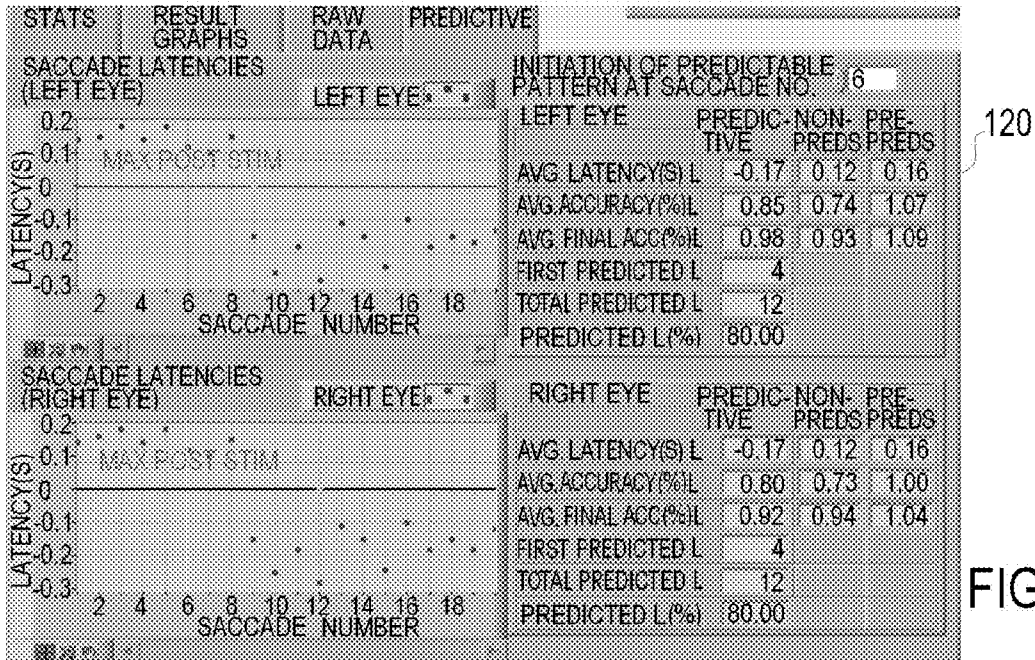 STATS RESULT GRAPHS RAW DATA PREDICTIVE
SACCADE LATENCIES
(LEFT EYE)
LEFT EYE
0.2
0.1
0
-0.1
-0.2
-0.3
LATENCY(S)
MAX POST STIM
2 4 6 8 10 12 14 16 18
SACCADE NUMBER
INITIATION OF PREDICTABLE
PATTERN AT SACCADE NO. 6
LEFT EYE PREDIC-TIVE NON-PREDS PRE-PREDS
AVG. LATENCY(S) L -0.17 0.12 0.16
AVG.ACCURACY(%)L 0.85 0.74 1.07
AVG. FINAL ACC(%)L 0.98 0.93 1.09
FIRST PREDICTED L 4
TOTAL PREDICTED L 12
PREDICTED L(%) 80.00
120
SACCADE LATENCIES
(RIGHT EYE)
RIGHT EYE
0.2
0.1
0
-0.1
-0.2
-0.3
LATENCY(S)
MAX POST STIM
2 4 6 8 10 12 14 16 18
SACCADE NUMBER
RIGHT EYE PREDIC-TIVE NON-PREDS PRE-PREDS
AVG. LATENCY(S) L -0.17 0.12 0.16
AVG.ACCURACY(%)L 0.80 0.73 1.00
AVG. FINAL ACC(%)L 0.92 0.94 1.04
FIRST PREDICTED L 4
TOTAL PREDICTED L 12
PREDICTED L(%) 80.00
FIG